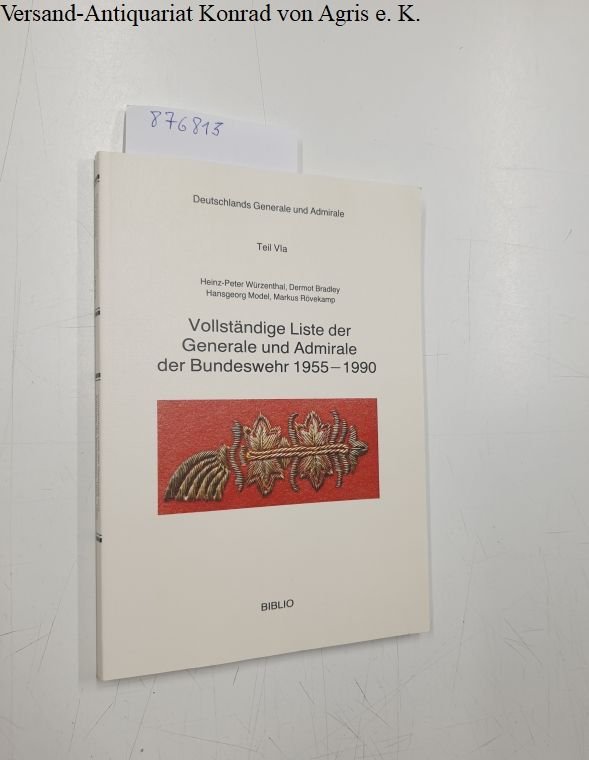 Versand-Antiquariat Konrad von Agris e. K.
876813
Deutschlands Generale und Admirale
Teil VIa
Heinz-Peter Würzenthal, Dermot Bradley
Hansgeorg Model, Markus Rövekamp
Vollständige Liste der
Generale und Admirale
der Bundeswehr 1955–1990
BIBLIO